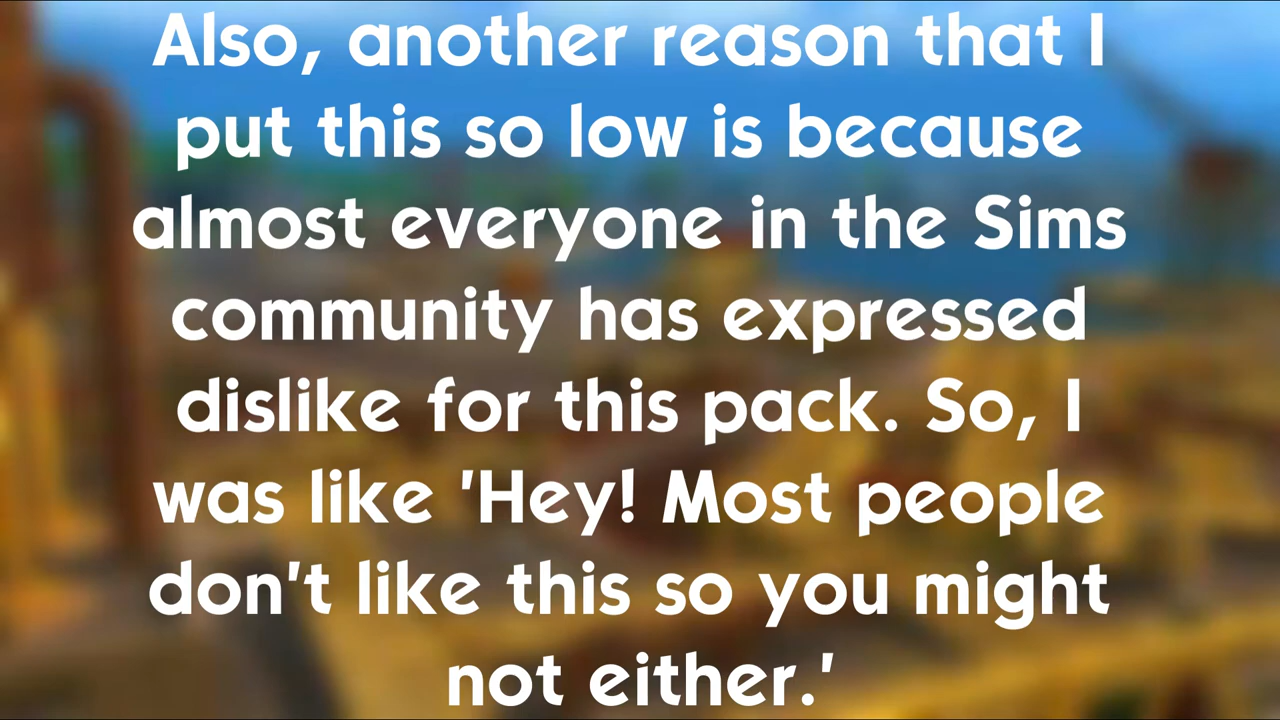 Also, another reason that I
put this so low is because
almost everyone in the Sims
community has expressed
dislike for this pack. So, I
was like 'Hey! Most people
don't like this so you might
not either.'